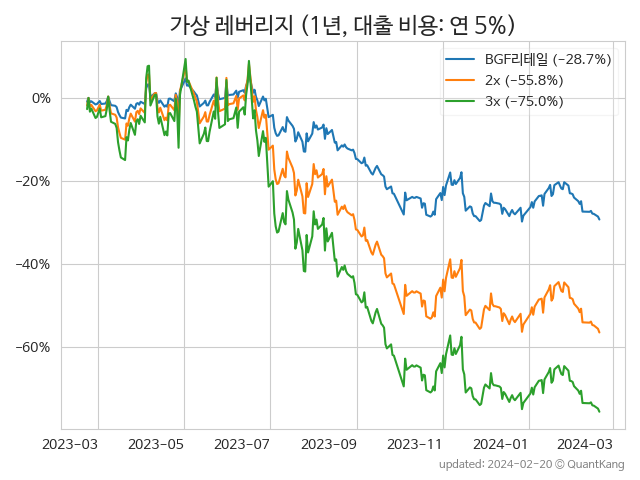 가상 레버리지 (1년, 대출 비용: 연 5%)
BGF리테일 (−28.7%)
2x (−55.8%)
3x (−75.0%)
0%
−20%
−40%
−60%
2023-03 2023-05 2023-07 2023-09 2023-11 2024-01 2024-03
updated: 2024-02-20 © QuantKang